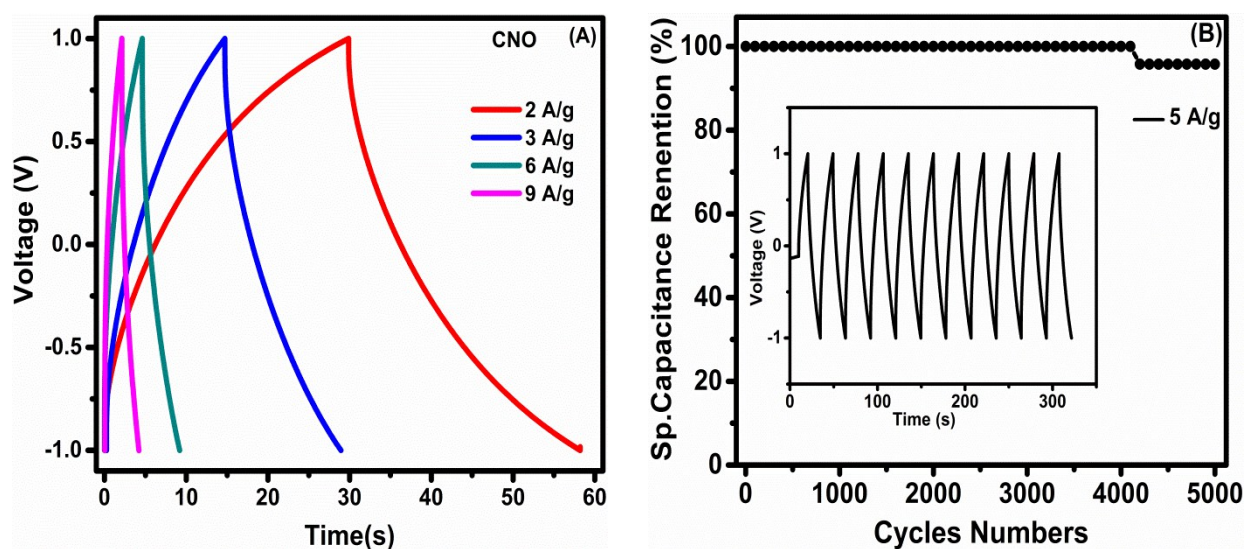 CNO
(A)
2 A/g
3 A/g
6 A/g
9 A/g
Voltage (V)
1.0
0.5
0.0
-0.5
-1.0
0 10 20 30 40 50 60
Time(s)
(B)
5 A/g
Sp.Capacitance Renention (%)
100
80
60
40
20
0
0 1000 2000 3000 4000 5000
Cycles Numbers
Voltage (V)
1
0
-1
0 100 200 300
Time (s)